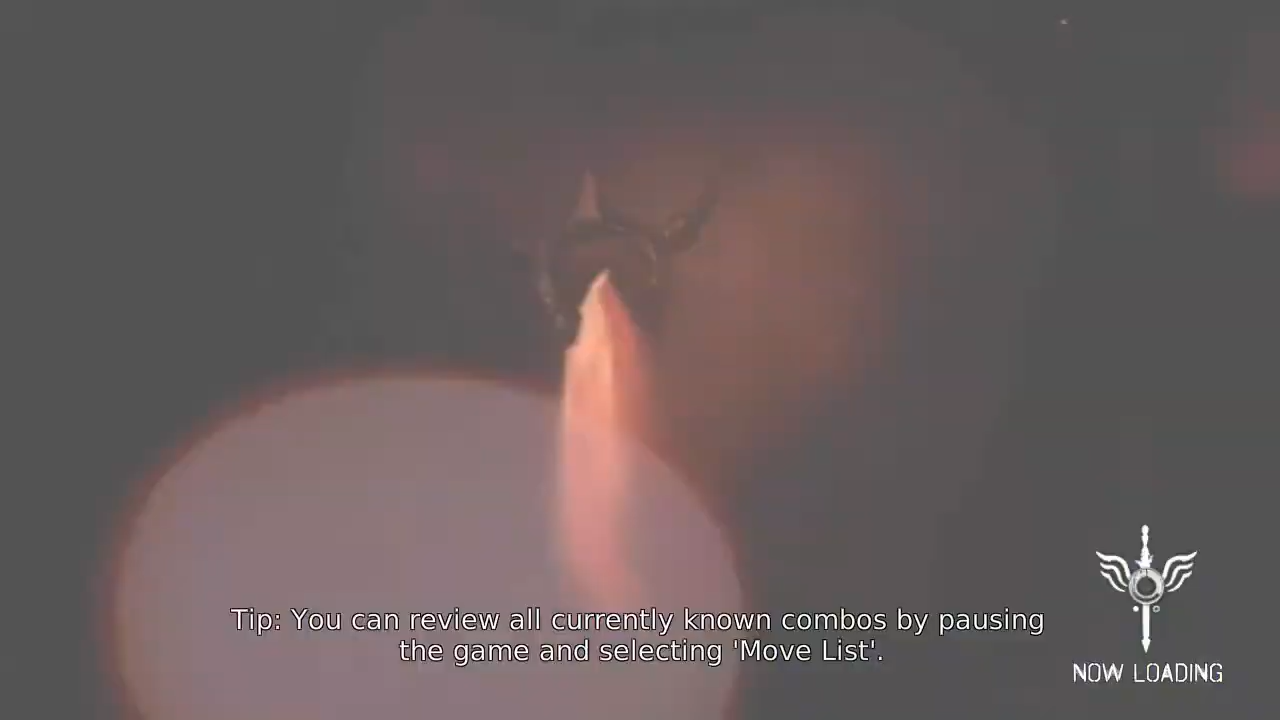 Tip: You can review all currently known combos by pausing
the game and selecting 'Move List'.
NOW LOADING